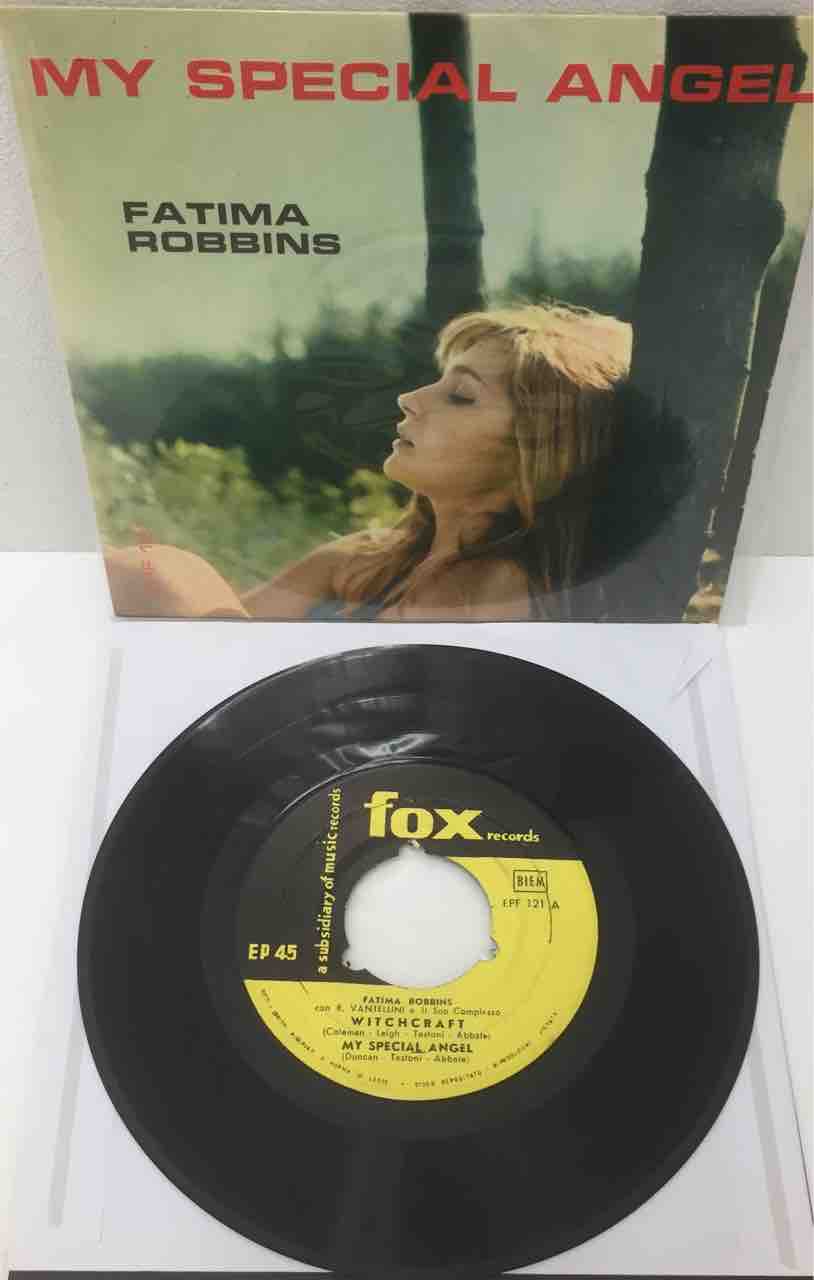 MY SPECIAL ANGEL
FATIMA
ROBBINS
fox records
a subsidiary of music records
BIEM
EPF 121 A
EP 45
FATIMA ROBBINS
con R. VANTELLINI e il Suo Complesso
WITCHCRAFT
(Coleman - Leigh - Testoni - Abbate)
MY SPECIAL ANGEL
(Duncan - Testoni - Abbate)